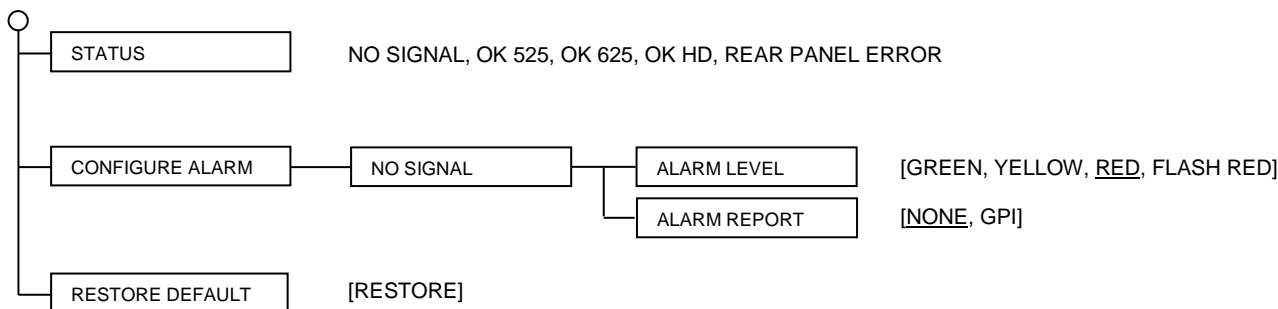 STATUS NO SIGNAL, OK 525, OK 625, OK HD, REAR PANEL ERROR
CONFIGURE ALARM NO SIGNAL ALARM LEVEL [GREEN, YELLOW, RED, FLASH RED]
ALARM REPORT [NONE, GPI]
RESTORE DEFAULT [RESTORE]